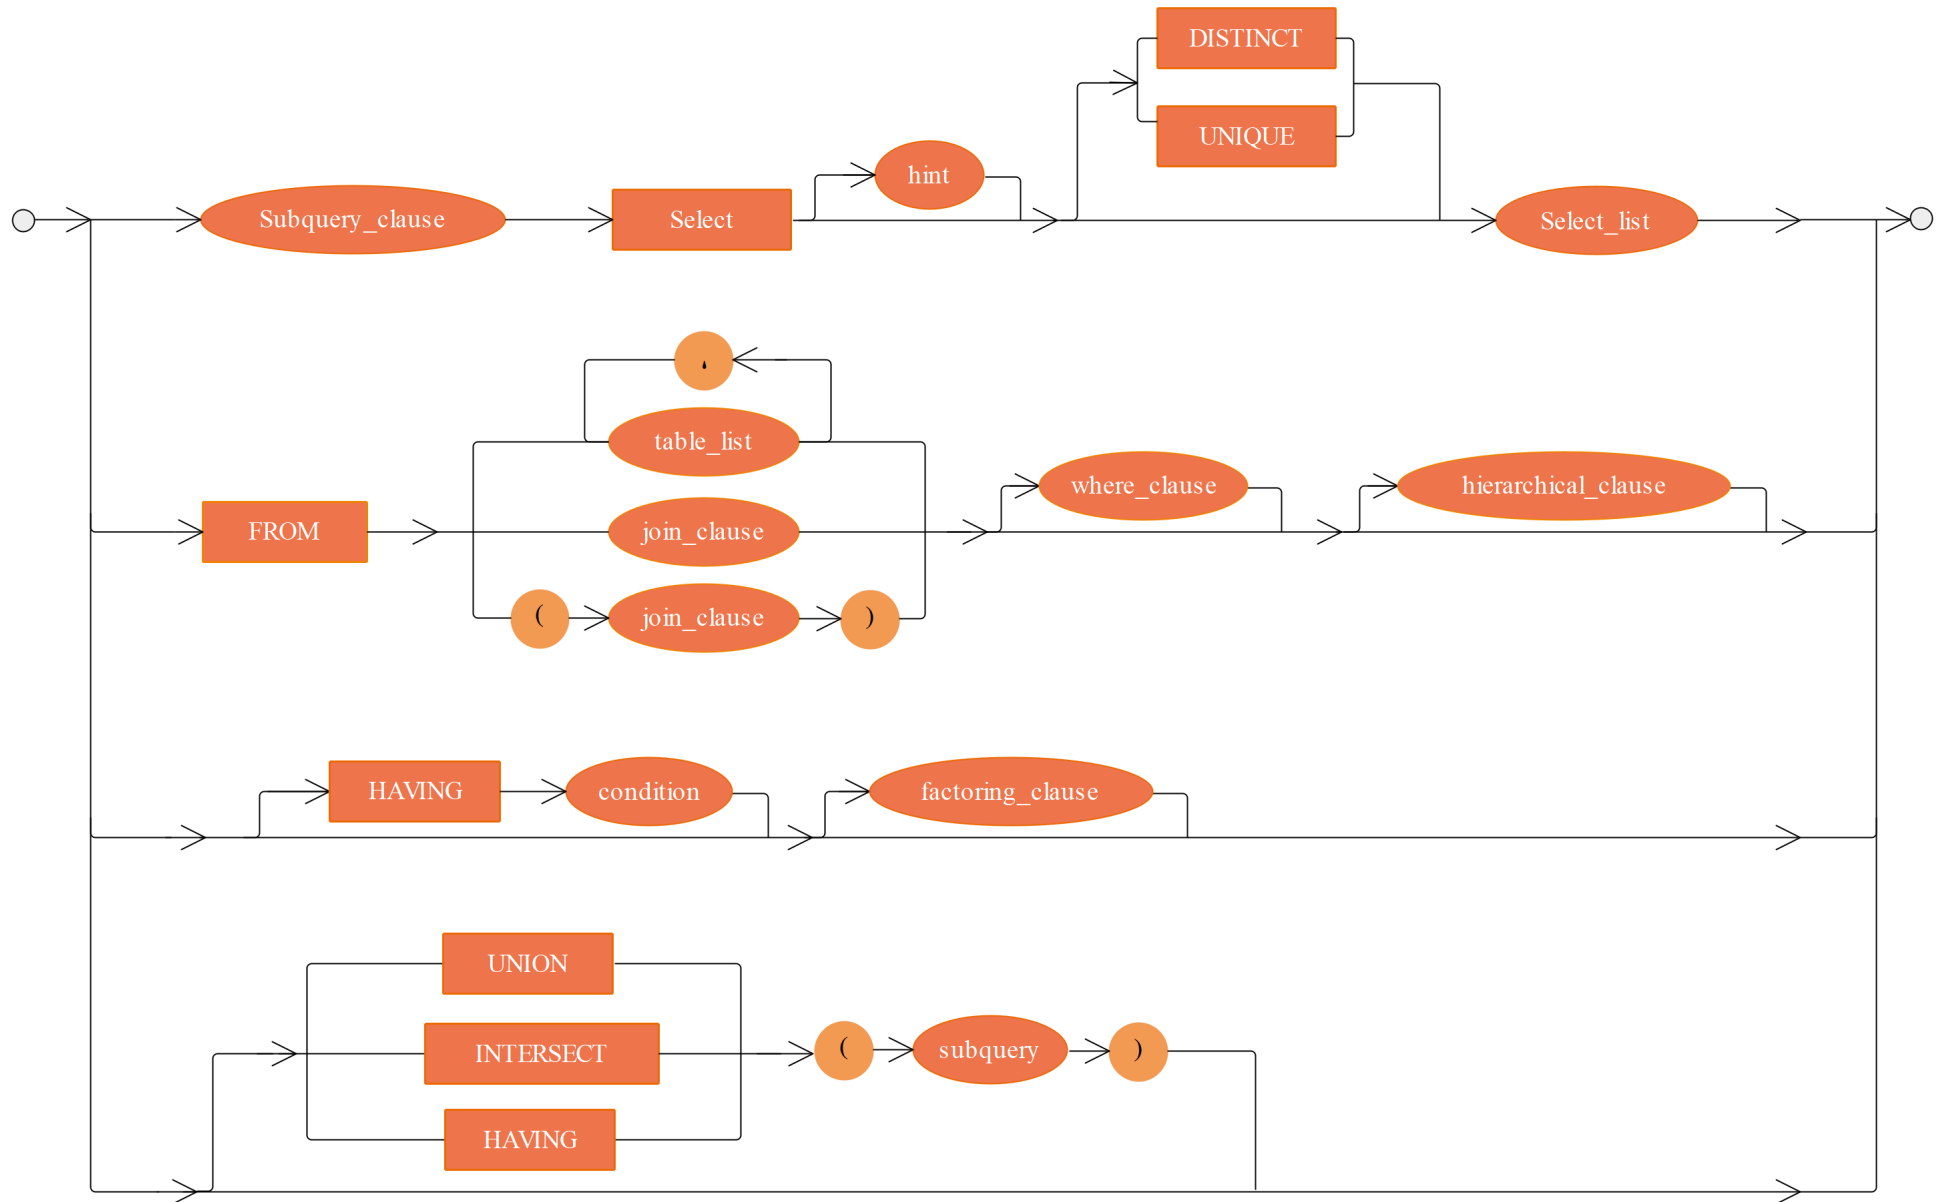 DISTINCT
UNIQUE
hint
Subquery_clause
Select
Select_list
,
table_list
where_clause
hierarchical_clause
FROM
join_clause
(
join_clause
)
HAVING
condition
factoring_clause
UNION
INTERSECT
(
subquery
)
HAVING